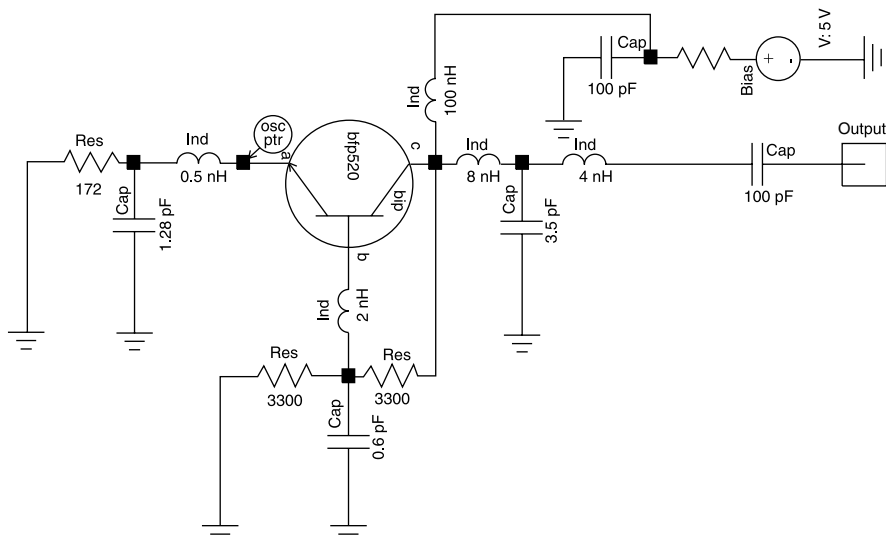 V: 5 V
Cap
100 pF
Bias
Ind
100 nH
osc
ptr
bfp520
a
c
bip
b
Res
172
Ind
0.5 nH
Cap
1.28 pF
Ind
8 nH
Cap
3.5 pF
Ind
4 nH
Cap
100 pF
Output
+
-
Ind
2 nH
Res
3300
Res
3300
Cap
0.6 pF